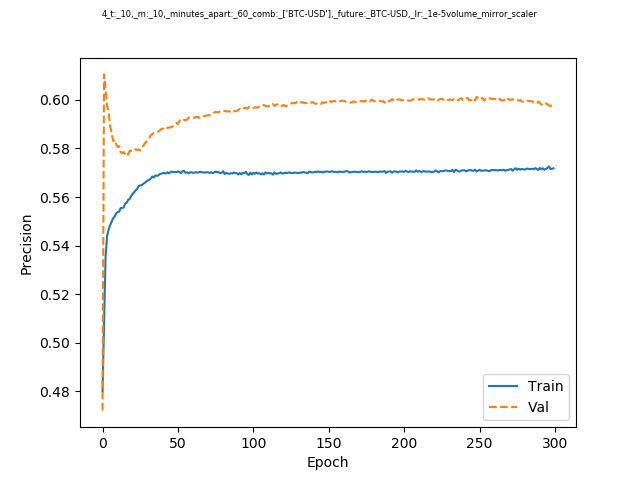 4_t:_10,_m:_10,_minutes_apart:_60_comb:_['BTC-USD'],_future:_BTC-USD,_lr:_1e-5volume_mirror_scaler
0.60
0.58
0.56
0.54
0.52
0.50
0.48
Precision
0
50
100
150
200
250
300
Epoch
Train
Val